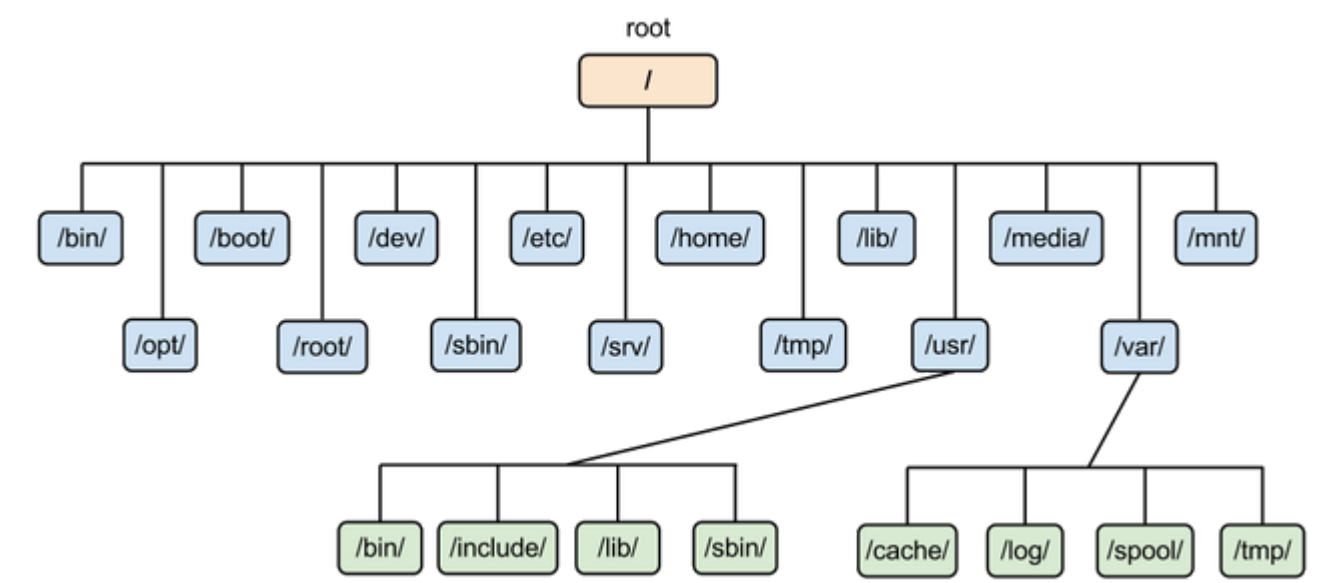 root
/
/bin/ /boot/ /dev/ /etc/ /home/ /lib/ /media/ /mnt/
/opt/ /root/ /sbin/ /srv/ /tmp/ /usr/ /var/
/bin/ /include/ /lib/ /sbin/ /cache/ /log/ /spool/ /tmp/